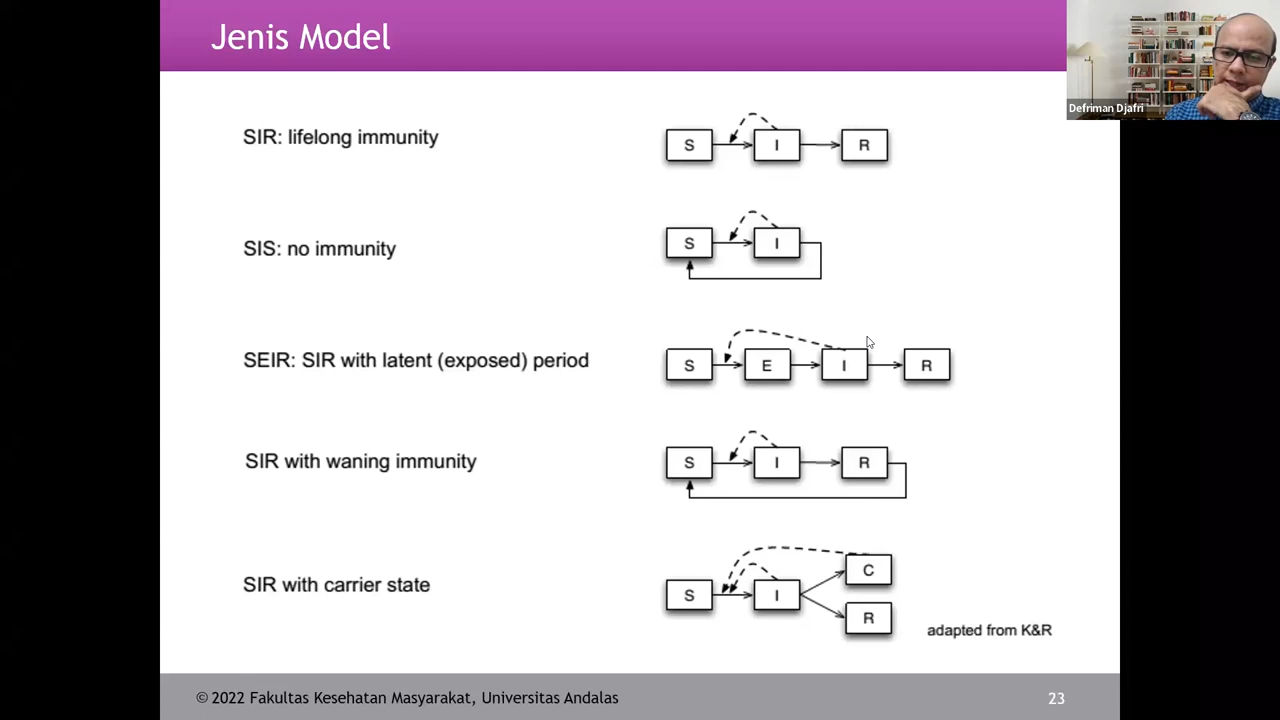 Jenis Model
Defriman Djafri
SIR: lifelong immunity
S I R
SIS: no immunity
S I
SEIR: SIR with latent (exposed) period
S E I R
SIR with waning immunity
S I R
SIR with carrier state
C
S I
R
adapted from K&R
© 2022 Fakultas Kesehatan Masyarakat, Universitas Andalas
23